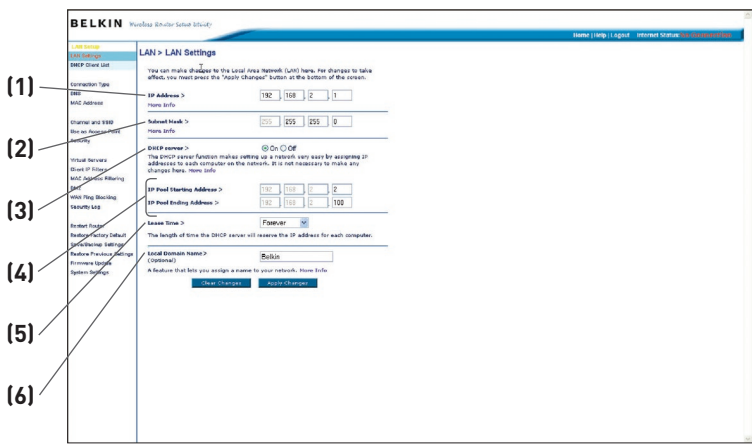 BELKIN Wireless Router Setup Utility
Home | Help | Logout Internet Status:
LAN Setup
LAN Settings
DHCP Client List
Connection Type
DNS
MAC Address
Channel and SSID
Use as Access Point
Security
Virtual Servers
Client IP Filters
MAC Address Filtering
DMZ
WAN Ping Blocking
Security Log
Restart Router
Restore Factory Default
Save/Backup Settings
Restore Previous Settings
Firmware Update
System Settings
LAN > LAN Settings
You can make changes to the Local Area Network (LAN) here. For changes to take
effect, you must press the "Apply Changes" button at the bottom of the screen.
(1)
IP Address > 192 . 168 . 2 . 1
More Info
(2)
Subnet Mask > 255 . 255 . 255 . 0
More Info
(3)
DHCP server > On Off
The DHCP server function makes setting up a network very easy by assigning IP
addresses to each computer on the network. It is not necessary to make any
changes here. More Info
(4)
IP Pool Starting Address > 192 . 168 . 2 . 2
IP Pool Ending Address > 192 . 168 . 2 . 100
(5)
Lease Time > Forever
The length of time the DHCP server will reserve the IP address for each computer.
(6)
Local Domain Name > Belkin
(Optional)
A feature that lets you assign a name to your network. More Info
Clear Changes Apply Changes